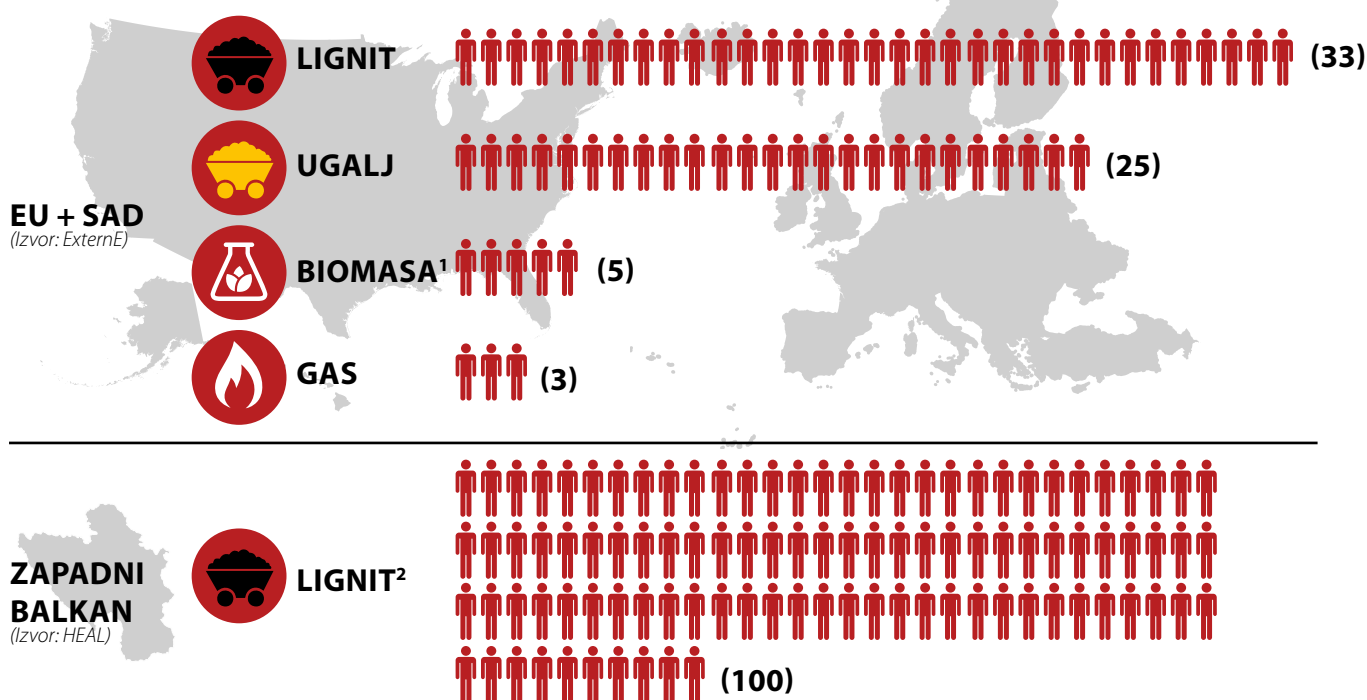 LIGNIT (33)
UGALJ (25)
EU + SAD
(Izvor: ExternE)
BIOMASA¹ (5)
GAS (3)
ZAPADNI
BALKAN
(Izvor: HEAL)
LIGNIT²
(100)